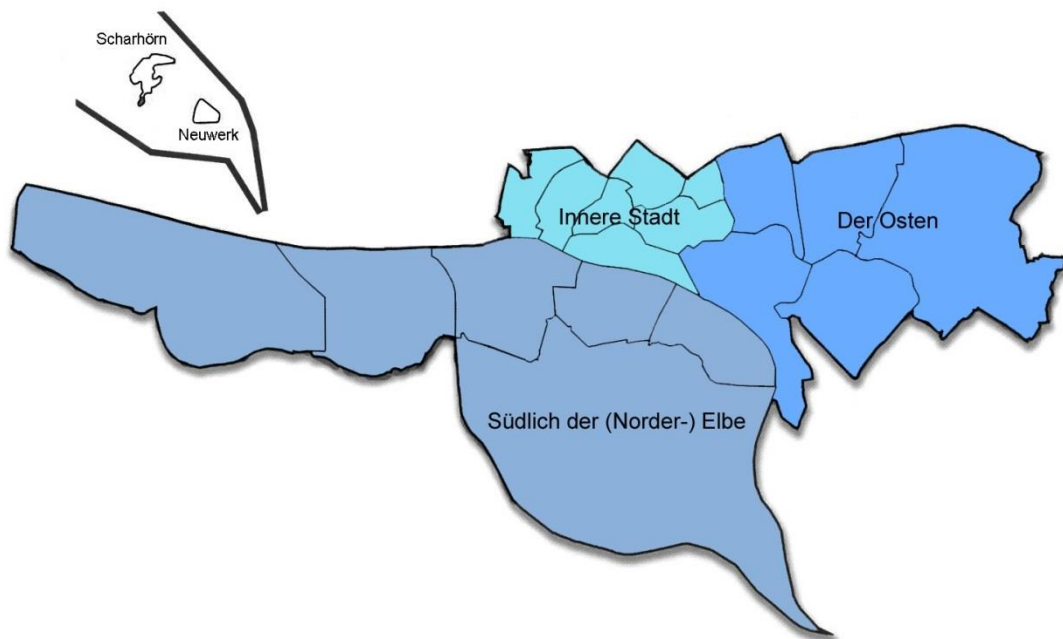 Scharhörn
Neuwerk
Innere Stadt
Der Osten
Südlich der (Norder-) Elbe